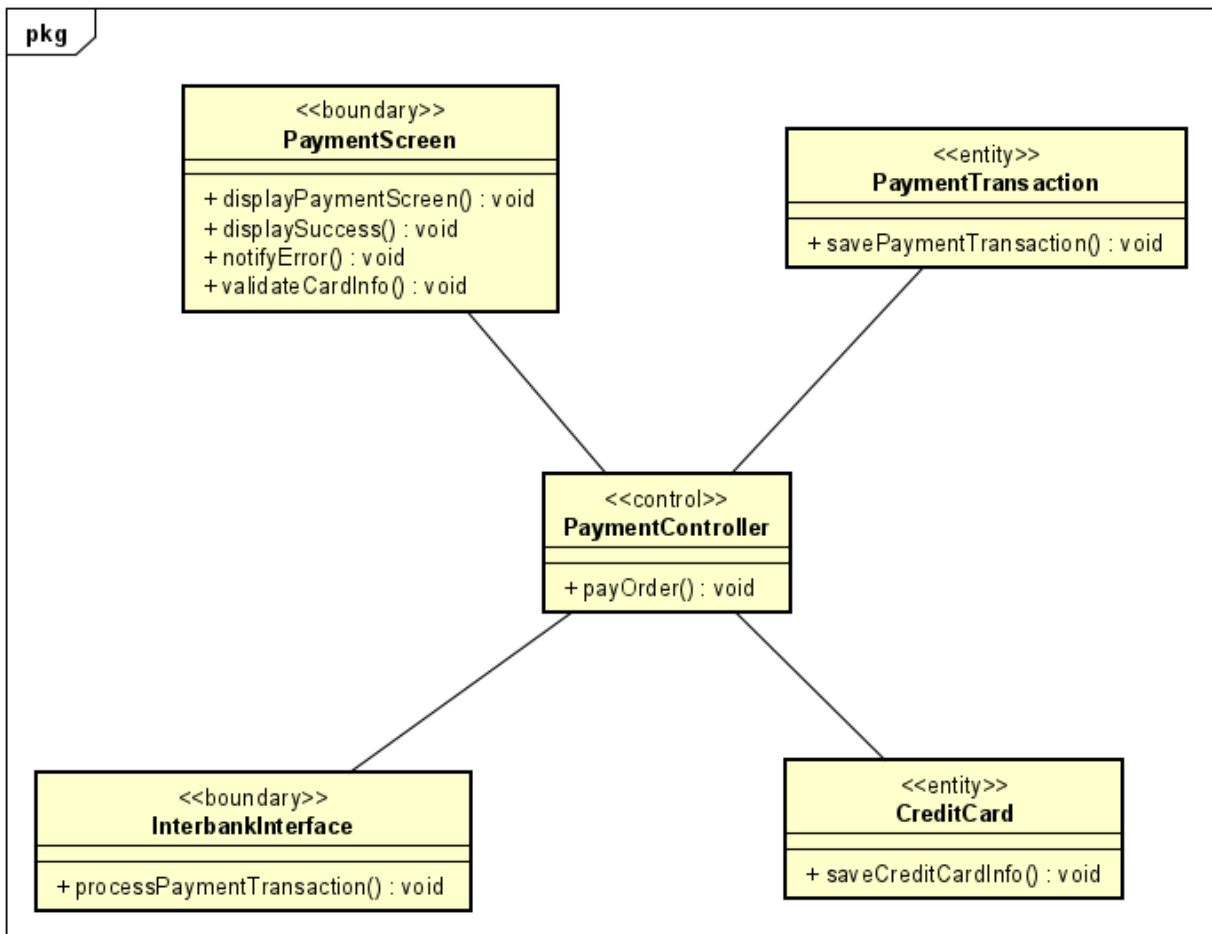 pkg
<<boundary>>
PaymentScreen
+ displayPaymentScreen() : void
+ displaySuccess() : void
+ notifyError() : void
+ validateCardInfo() : void
<<entity>>
PaymentTransaction
+ savePaymentTransaction() : void
<<control>>
PaymentController
+ payOrder() : void
<<boundary>>
InterbankInterface
+ processPaymentTransaction() : void
<<entity>>
CreditCard
+ saveCreditCardInfo() : void